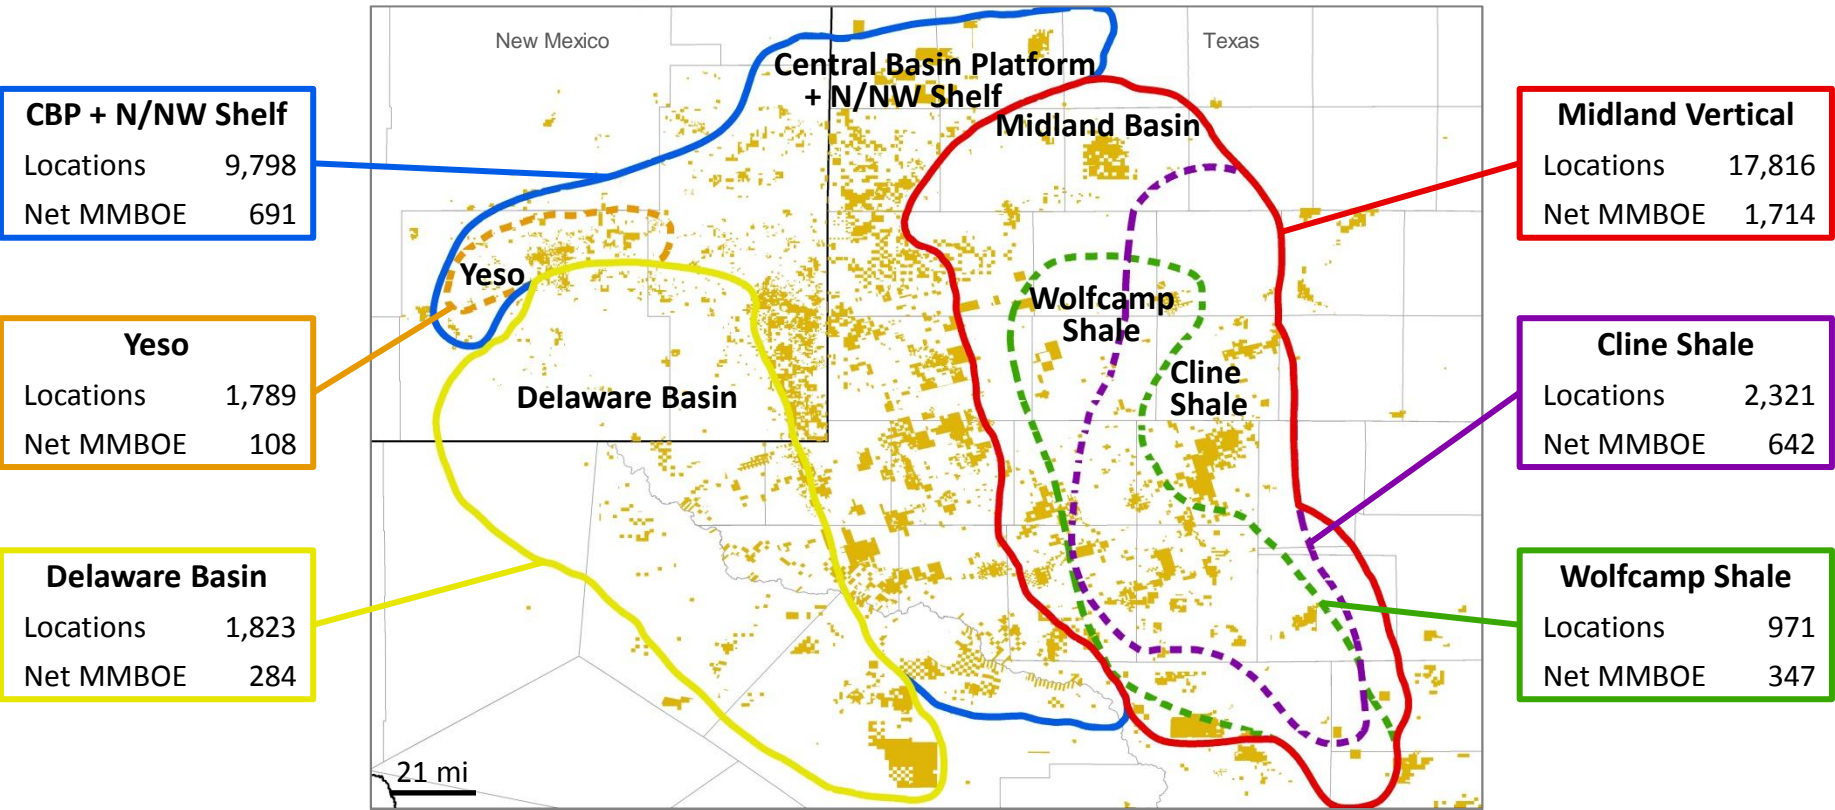 New Mexico
Texas
Central Basin Platform
+ N/NW Shelf
Midland Basin
Yeso
Wolfcamp
Shale
Cline
Shale
Delaware Basin
21 mi
CBP + N/NW Shelf
Locations 9,798
Net MMBOE 691
Yeso
Locations 1,789
Net MMBOE 108
Delaware Basin
Locations 1,823
Net MMBOE 284
Midland Vertical
Locations 17,816
Net MMBOE 1,714
Cline Shale
Locations 2,321
Net MMBOE 642
Wolfcamp Shale
Locations 971
Net MMBOE 347